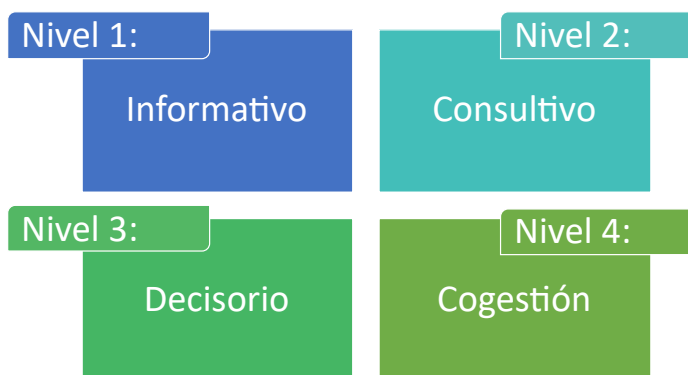 Nivel 1:
Informativo
Nivel 2:
Consultivo
Nivel 3:
Decisorio
Nivel 4:
Cogestión